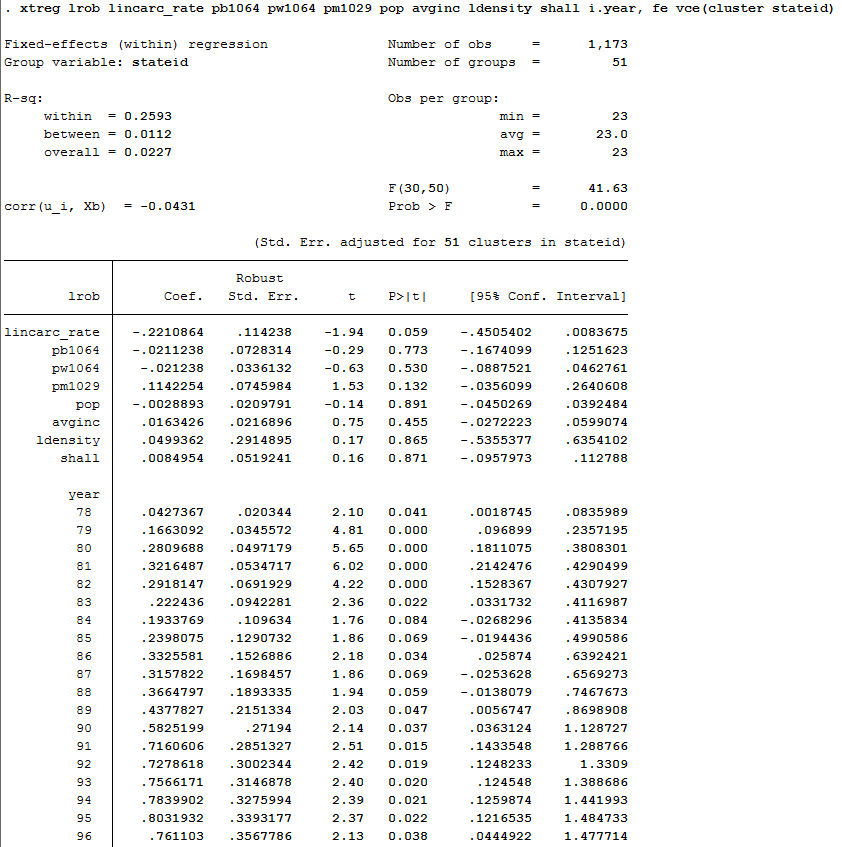 . xtreg lrob lincarc_rate pb1064 pw1064 pm1029 pop avginc ldensity shall i.year, fe vce(cluster stateid)
Fixed-effects (within) regression Number of obs = 1,173
Group variable: stateid Number of groups = 51
R-sq: Obs per group:
within = 0.2593 min = 23
between = 0.0112 avg = 23.0
overall = 0.0227 max = 23
F(30,50) = 41.63
corr(u_i, Xb) = -0.0431 Prob > F = 0.0000
(Std. Err. adjusted for 51 clusters in stateid)
Robust
lrob Coef. Std. Err. t P>|t| [95% Conf. Interval]
lincarc_rate -.2210864 .114238 -1.94 0.059 -.4505402 .0083675
pb1064 -.0211238 .0728314 -0.29 0.773 -.1674099 .1251623
pw1064 -.021238 .0336132 -0.63 0.530 -.0887521 .0462761
pm1029 .1142254 .0745984 1.53 0.132 -.0356099 .2640608
pop -.0028893 .0209791 -0.14 0.891 -.0450269 .0392484
avginc .0163426 .0216896 0.75 0.455 -.0272223 .0599074
ldensity .0499362 .2914895 0.17 0.865 -.5355377 .6354102
shall .0084954 .0519241 0.16 0.871 -.0957973 .112788
year
78 .0427367 .020344 2.10 0.041 .0018745 .0835989
79 .1663092 .0345572 4.81 0.000 .096899 .2357195
80 .2809688 .0497179 5.65 0.000 .1811075 .3808301
81 .3216487 .0534717 6.02 0.000 .2142476 .4290499
82 .2918147 .0691929 4.22 0.000 .1528367 .4307927
83 .222436 .0942281 2.36 0.022 .0331732 .4116987
84 .1933769 .109634 1.76 0.084 -.0268296 .4135834
85 .2398075 .1290732 1.86 0.069 -.0194436 .4990586
86 .3325581 .1526886 2.18 0.034 .025874 .6392421
87 .3157822 .1698457 1.86 0.069 -.0253628 .6569273
88 .3664797 .1893335 1.94 0.059 -.0138079 .7467673
89 .4377827 .2151334 2.03 0.047 .0056747 .8698908
90 .5825199 .27194 2.14 0.037 .0363124 1.128727
91 .7160606 .2851327 2.51 0.015 .1433548 1.288766
92 .7278618 .3002344 2.42 0.019 .1248233 1.3309
93 .7566171 .3146878 2.40 0.020 .124548 1.388686
94 .7839902 .3275994 2.39 0.021 .1259874 1.441993
95 .8031932 .3393177 2.37 0.022 .1216535 1.484733
96 .761103 .3567786 2.13 0.038 .0444922 1.477714